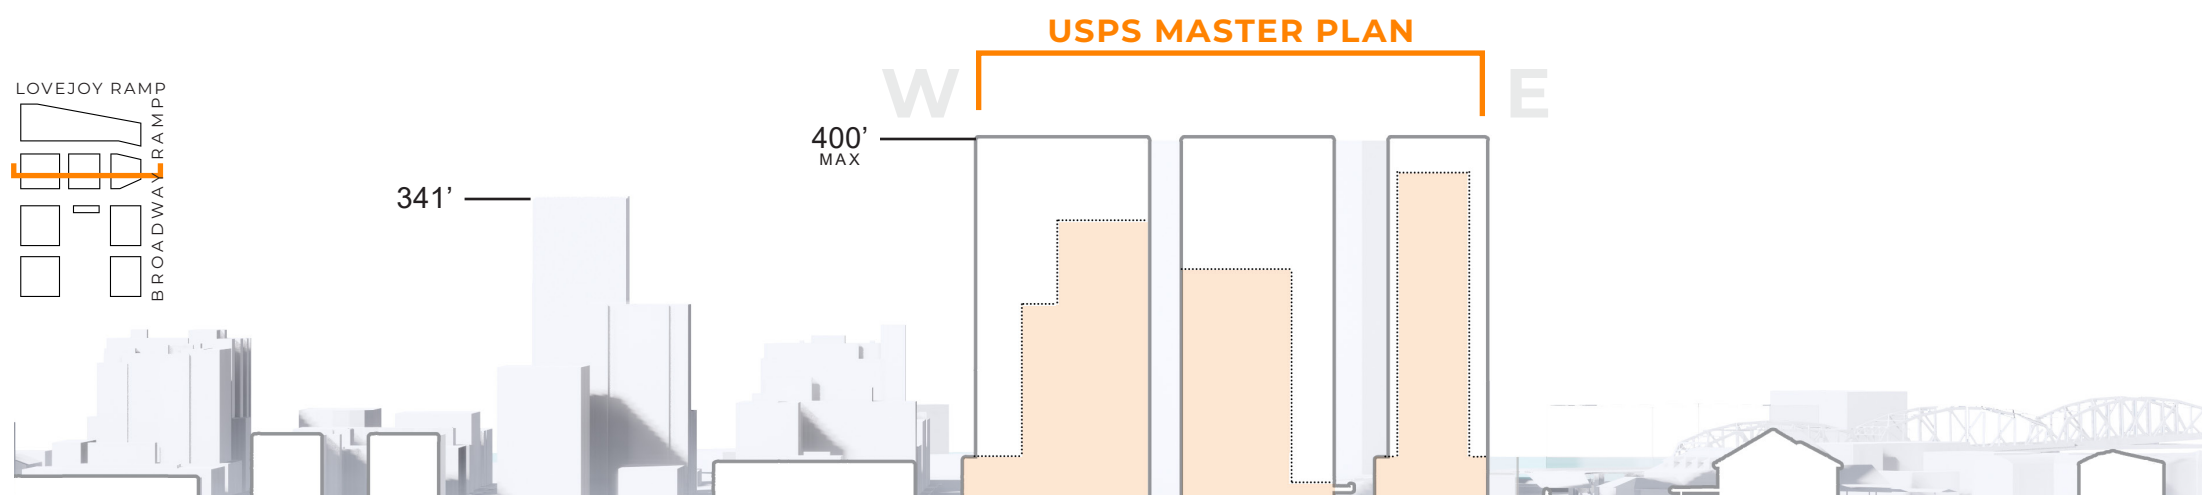 USPS MASTER PLAN
W
E
LOVEJOY RAMP
BROADWAY RAMP
400’
MAX
341’